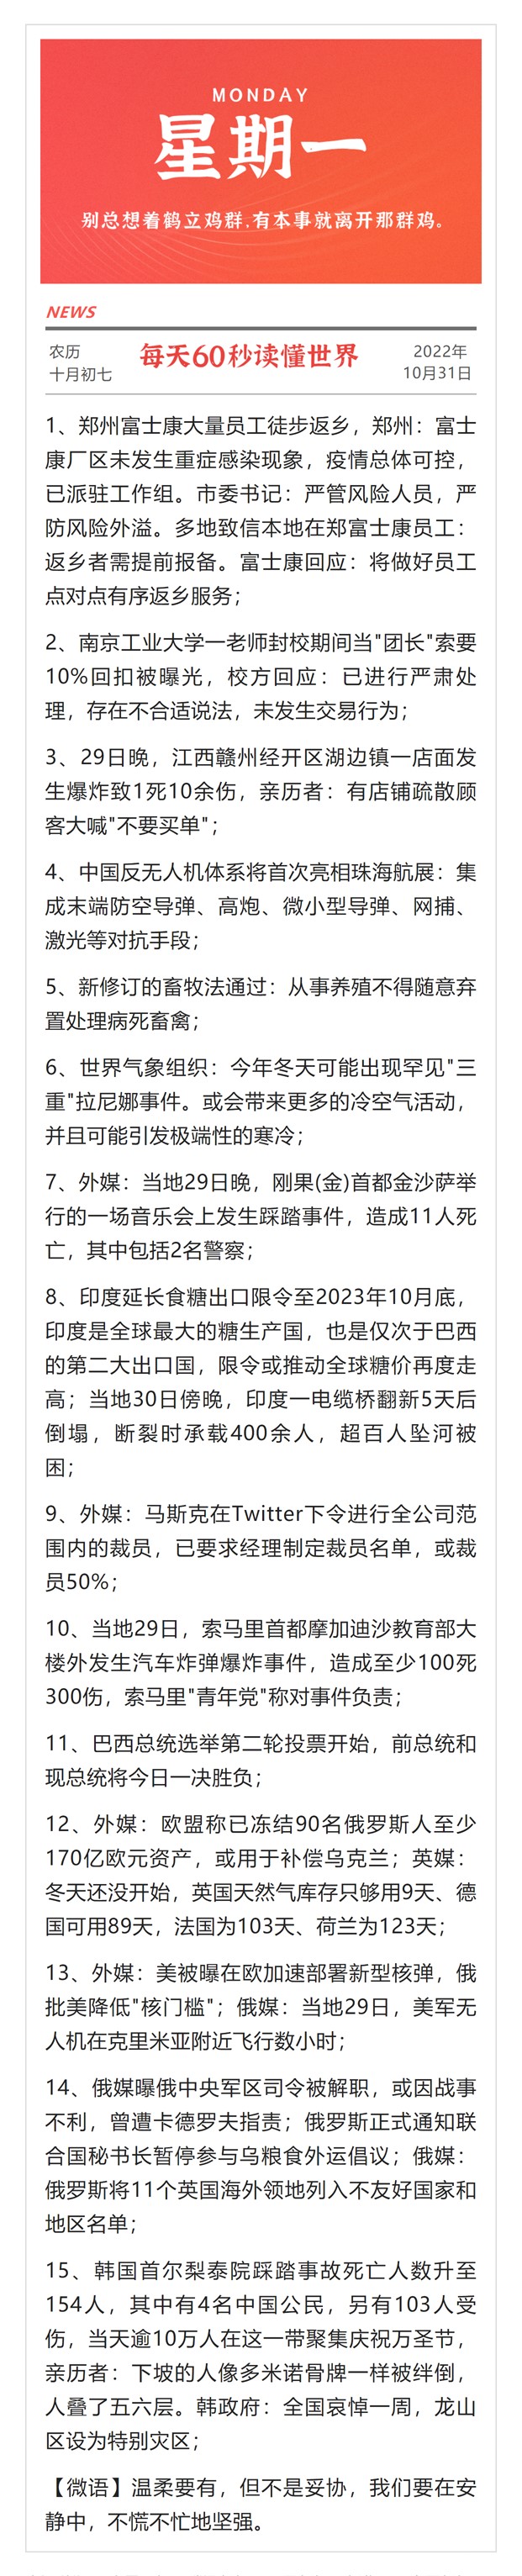 MONDAY
星期一
别总想着鹤立鸡群,有本事就离开那群鸡。
NEWS
农历
十月初七
每天60秒读懂世界
2022年
10月31日
1、郑州富士康大量员工徒步返乡，郑州：富士
康厂区未发生重症感染现象，疫情总体可控，
已派驻工作组。市委书记：严管风险人员，严
防风险外溢。多地致信本地在郑富士康员工：
返乡者需提前报备。富士康回应：将做好员工
点对点有序返乡服务；
2、南京工业大学一老师封校期间当"团长"索要
10%回扣被曝光，校方回应：已进行严肃处
理，存在不合适说法，未发生交易行为；
3、29日晚，江西赣州经开区湖边镇一店面发
生爆炸致1死10余伤，亲历者：有店铺疏散顾
客大喊"不要买单"；
4、中国反无人机体系将首次亮相珠海航展：集
成末端防空导弹、高炮、微小型导弹、网捕、
激光等对抗手段；
5、新修订的畜牧法通过：从事养殖不得随意弃
置处理病死畜禽；
6、世界气象组织：今年冬天可能出现罕见"三
重"拉尼娜事件。或会带来更多的冷空气活动，
并且可能引发极端性的寒冷；
7、外媒：当地29日晚，刚果(金)首都金沙萨举
行的一场音乐会上发生踩踏事件，造成11人死
亡，其中包括2名警察；
8、印度延长食糖出口限令至2023年10月底，
印度是全球最大的糖生产国，也是仅次于巴西
的第二大出口国，限令或推动全球糖价再度走
高；当地30日傍晚，印度一电缆桥翻新5天后
倒塌，断裂时承载400余人，超百人坠河被
困；
9、外媒：马斯克在Twitter下令进行全公司范
围内的裁员，已要求经理制定裁员名单，或裁
员50%；
10、当地29日，索马里首都摩加迪沙教育部大
楼外发生汽车炸弹爆炸事件，造成至少100死
300伤，索马里"青年党"称对事件负责；
11、巴西总统选举第二轮投票开始，前总统和
现总统将今日一决胜负；
12、外媒：欧盟称已冻结90名俄罗斯人至少
170亿欧元资产，或用于补偿乌克兰；英媒：
冬天还没开始，英国天然气库存只够用9天、德
国可用89天，法国为103天、荷兰为123天；
13、外媒：美被曝在欧加速部署新型核弹，俄
批美降低"核门槛"；俄媒：当地29日，美军无
人机在克里米亚附近飞行数小时；
14、俄媒曝俄中央军区司令被解职，或因战事
不利，曾遭卡德罗夫指责；俄罗斯正式通知联
合国秘书长暂停参与乌粮食外运倡议；俄媒：
俄罗斯将11个英国海外领地列入不友好国家和
地区名单；
15、韩国首尔梨泰院踩踏事故死亡人数升至
154人，其中有4名中国公民，另有103人受
伤，当天逾10万人在这一带聚集庆祝万圣节，
亲历者：下坡的人像多米诺骨牌一样被绊倒，
人叠了五六层。韩政府：全国哀悼一周，龙山
区设为特别灾区；
【微语】温柔要有，但不是妥协，我们要在安
静中，不慌不忙地坚强。